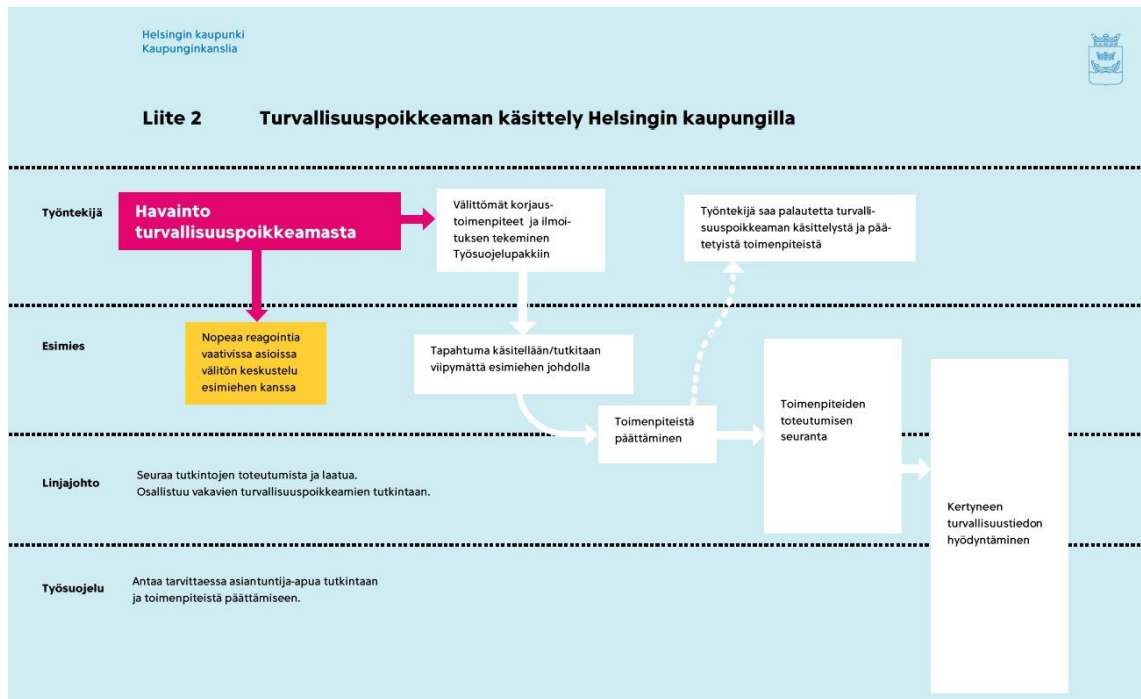 Helsingin kaupunki
Kaupunginkanslia
Liite 2 Turvallisuuspoikkeaman käsittely Helsingin kaupungilla
Työntekijä
Havainto
turvallisuuspoikkeamasta
Välittömät korjaus-
toimenpiteet ja ilmoi-
tuksen tekeminen
Työsuojelupakkiin
Työntekijä saa palautetta turvalli-
suuspoikkeaman käsittelystä ja pää-
tetyistä toimenpiteistä
Esimies
Nopeaa reagointia
vaativissa asioissa
välitön keskustelu
esimiehen kanssa
Tapahtuma käsitellään/tutkitaan
viipymättä esimiehen johdolla
Toimenpiteistä
päättäminen
Toimenpiteiden
toteutumisen
seuranta
Linjajohto
Seuraa tutkintojen toteutumista ja laatua.
Osallistuu vakavien turvallisuuspoikkeamien tutkintaan.
Kertyneen
turvallisuustiedon
hyödyntäminen
Työsuojelu
Antaa tarvittaessa asiantuntija-apua tutkintaan
ja toimenpiteistä päättämiseen.